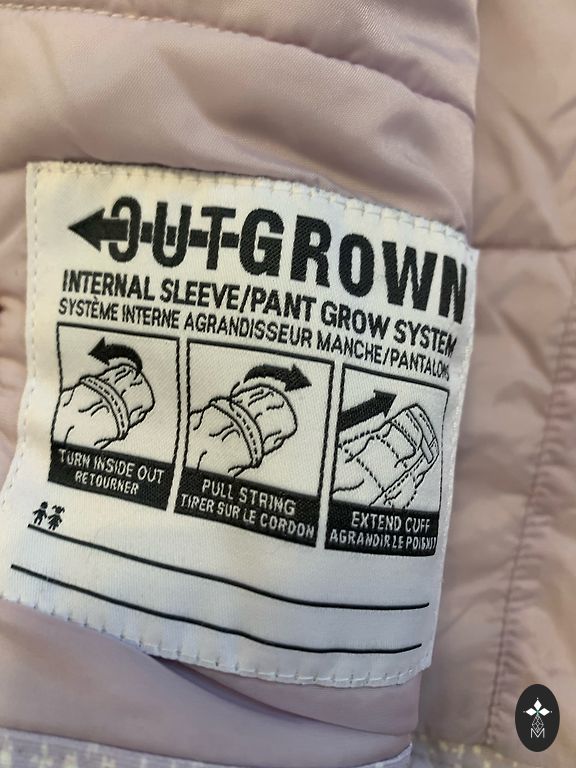 OUTGROWN
INTERNAL SLEEVE/PANT GROW SYSTEM
SYSTÈME INTERNE AGRANDISSEUR MANCHE/PANTALONS
TURN INSIDE OUT
RETOURNER
PULL STRING
TIRER SUR LE CORDON
EXTEND CUFF
AGRANDIR LE POIGNET
M